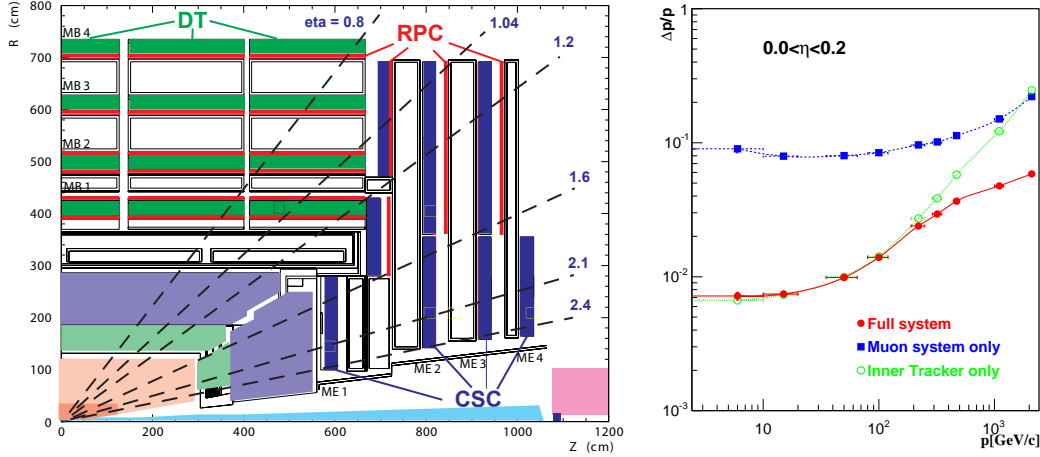 R (cm)
800
700
600
500
400
300
200
100
0
0
200
400
600
800
1000
1200
Z (cm)
MB 4
MB 3
MB 2
MB 1
DT
eta = 0.8
1.04
1.2
RPC
1.6
2.1
2.4
ME 1
ME 2
ME 3
ME 4
CSC
Δp/p
1
10⁻¹
10⁻²
10⁻³
0.0<η<0.2
Full system
Muon system only
Inner Tracker only
10
10²
10³
p[GeV/c]